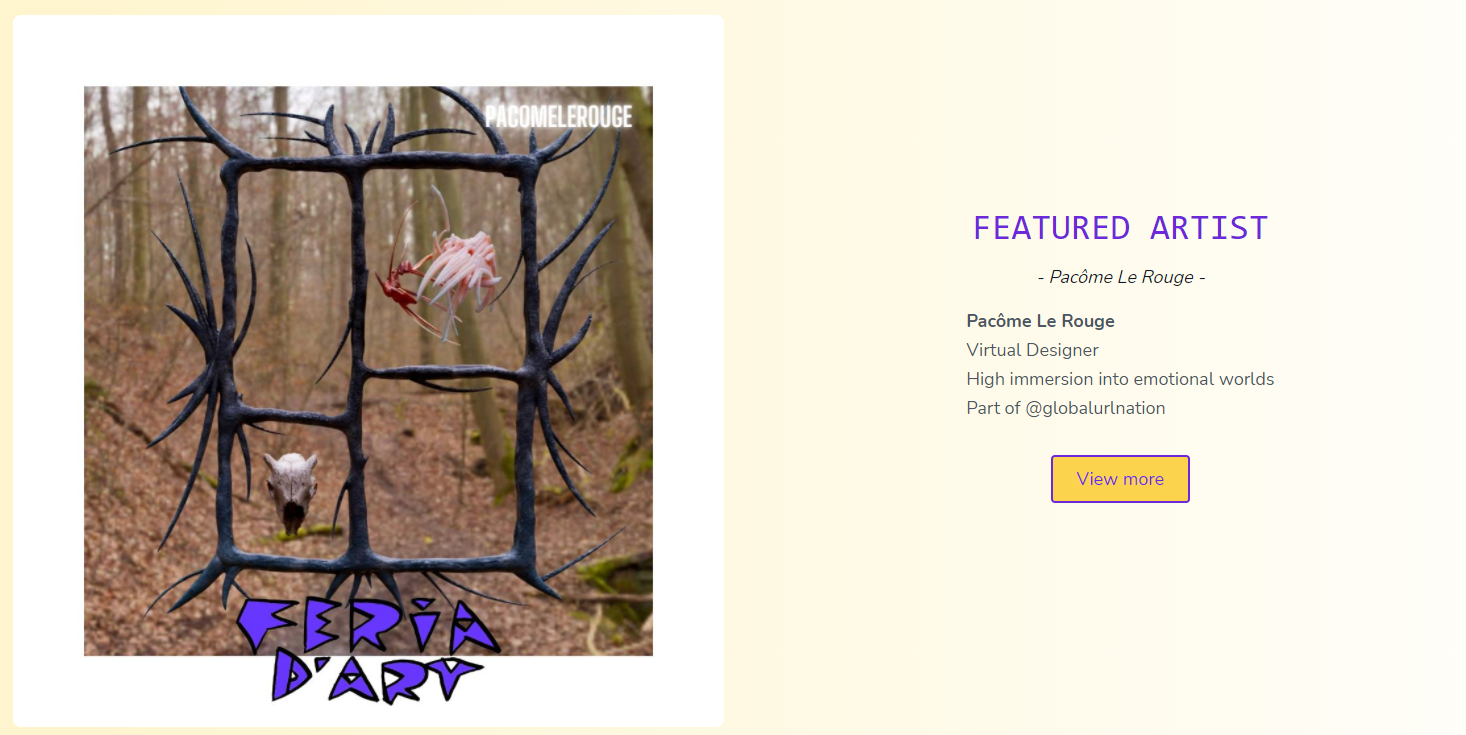 PACOMELEROUGE
FERIA
D'ART
FEATURED ARTIST
- Pacôme Le Rouge -
Pacôme Le Rouge
Virtual Designer
High immersion into emotional worlds
Part of @globalurlnation
View more